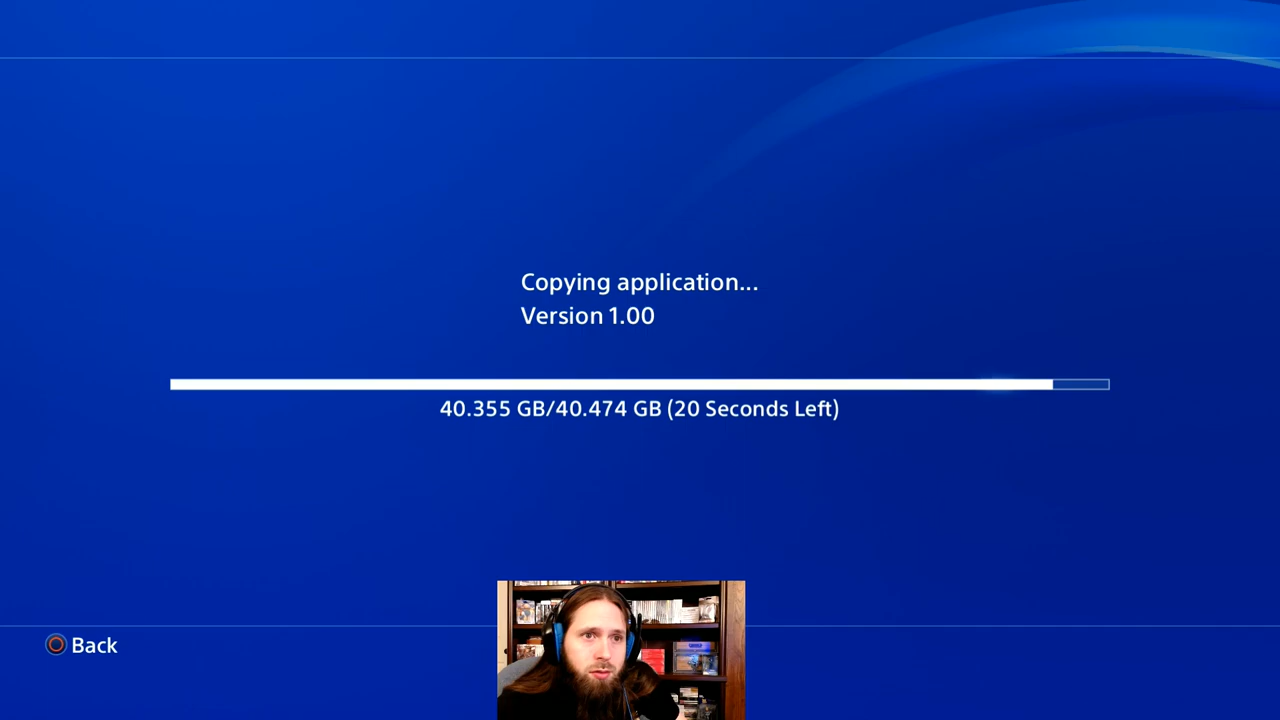 Copying application...
Version 1.00
40.355 GB/40.474 GB (20 Seconds Left)
Back